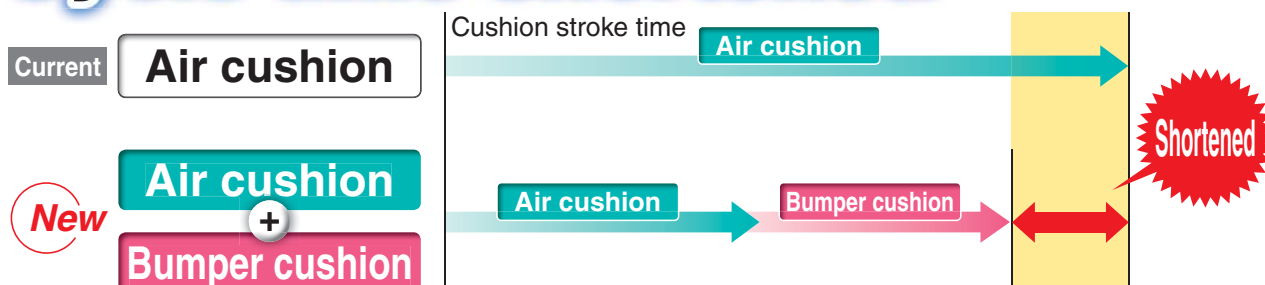 Cushion stroke time
Current
Air cushion
Air cushion
Shortened
New
Air cushion
+
Bumper cushion
Air cushion
Bumper cushion